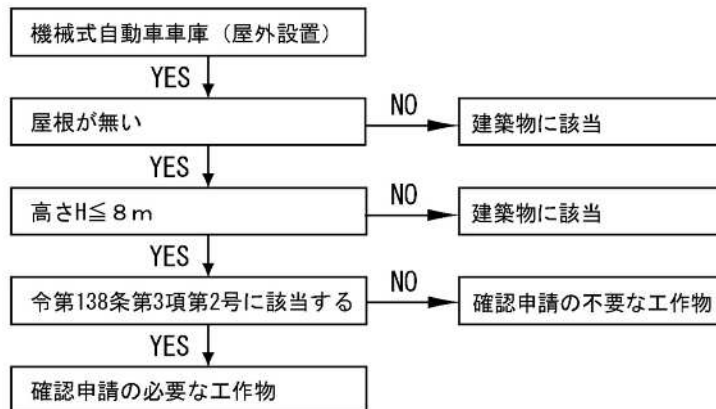 機械式自動車車庫（屋外設置）
YES
屋根が無い
NO
建築物に該当
YES
高さH≦８ｍ
NO
建築物に該当
YES
令第138条第3項第2号に該当する
NO
確認申請の不要な工作物
YES
確認申請の必要な工作物